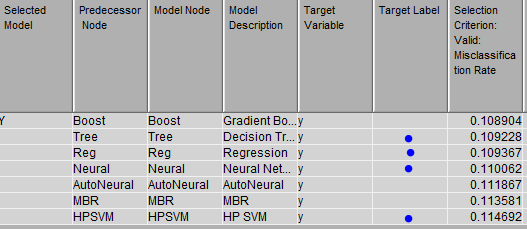 Selected Model Predecessor Node Model Node Model Description Target Variable Target Label Selection Criterion: Valid: Misclassifica tion Rate
Y Boost Boost Gradient Bo... y 0.108904
Tree Tree Decision Tr... y 0.109228
Reg Reg Regression y 0.109367
Neural Neural Neural Net... y 0.110062
AutoNeural AutoNeural AutoNeural y 0.111867
MBR MBR MBR y 0.113581
HPSVM HPSVM HP SVM y 0.114692